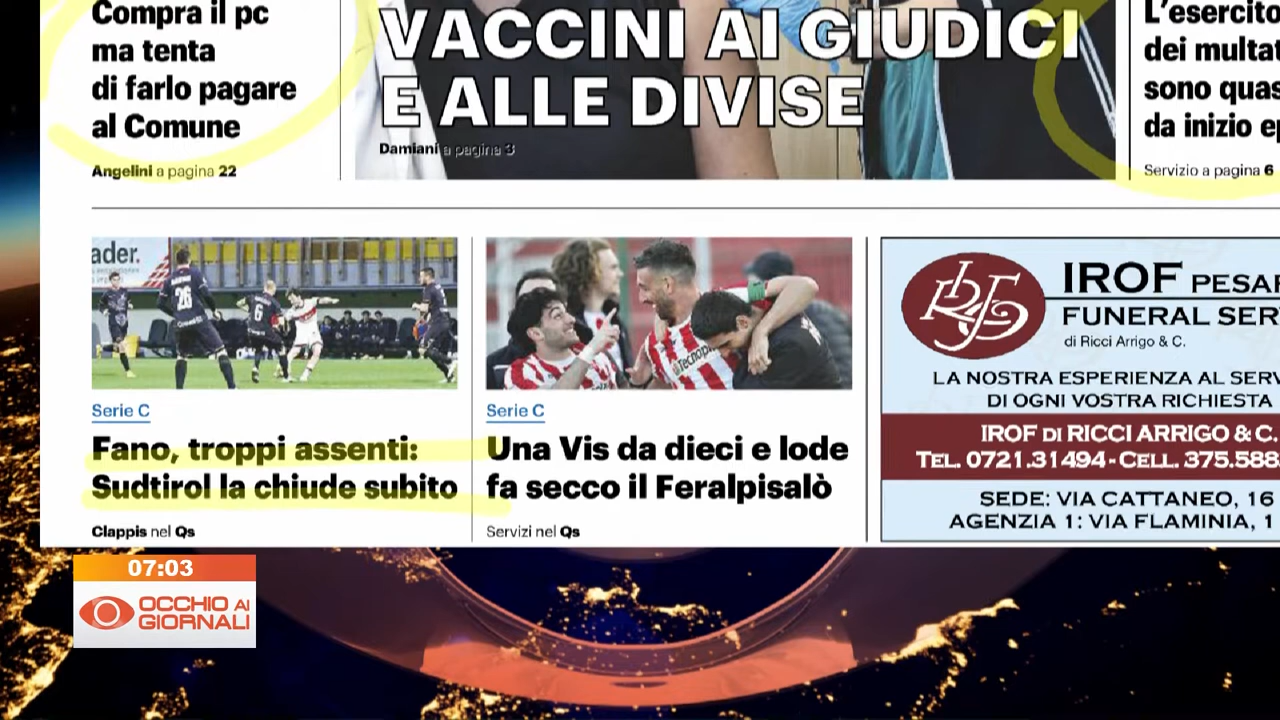 Compra il pc
ma tenta
di farlo pagare
al Comune
Angelini a pagina 22
VACCINI AI GIUDICI
E ALLE DIVISE
Damiani a pagina 3
L'esercito
dei multat
sono quas
da inizio
Servizio a pagina 6
ader.
26
6
Serie C
Fano, troppi assenti:
Sudtirol la chiude subito
Clappis nel Qs
Serie C
Una Vis da dieci e lode
fa secco il Feralpisalò
Servizi nel Qs
IROF PESAR
FUNERAL SER
di Ricci Arrigo & C.
LA NOSTRA ESPERIENZA AL SERV
DI OGNI VOSTRA RICHIESTA
IROF DI RICCI ARRIGO & C.
TEL. 0721.31494 - CELL. 375.588
SEDE: VIA CATTANEO, 16
AGENZIA 1: VIA FLAMINIA, 1
07:03
OCCHIO AI
GIORNALI